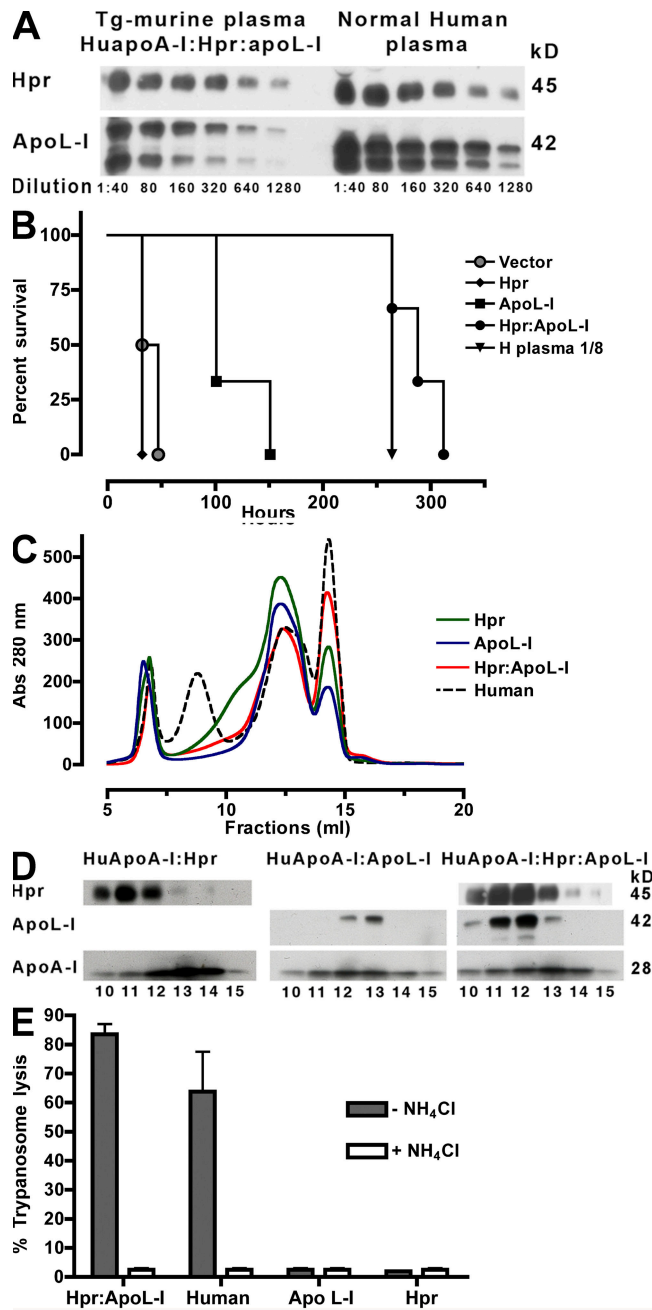 A
Tg-murine plasma Normal Human
HuapoA-I:Hpr:apoL-I plasma
kD
Hpr 45
ApoL-I 42
Dilution 1:40 80 160 320 640 1280 1:40 80 160 320 640 1280
B
100
75
50
25
0
Percent survival
Vector
Hpr
ApoL-I
Hpr:ApoL-I
H plasma 1/8
0 100 200 300
Hours
Hours
C
500
400
300
200
100
0
Abs 280 nm
Hpr
ApoL-I
Hpr:ApoL-I
Human
5 10 15 20
Fractions (ml)
D
HuApoA-I:Hpr HuApoA-I:ApoL-I HuApoA-I:Hpr:ApoL-I
kD
Hpr 45
ApoL-I 42
ApoA-I 28
10 11 12 13 14 15 10 11 12 13 14 15 10 11 12 13 14 15
E
90
80
70
60
50
40
30
20
10
0
% Trypanosome lysis
- NH₄Cl
+ NH₄Cl
Hpr:ApoL-I Human Apo L-I Hpr